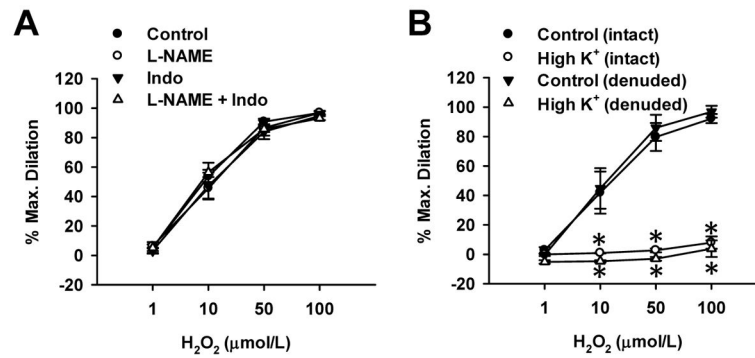 A
Control
L-NAME
Indo
L-NAME + Indo
% Max. Dilation
120
100
80
60
40
20
0
-20
1
10
50
100
H₂O₂ (μmol/L)
B
Control (intact)
High K⁺ (intact)
Control (denuded)
High K⁺ (denuded)
% Max. Dilation
120
100
80
60
40
20
0
-20
* * *
* * *
1
10
50
100
H₂O₂ (μmol/L)